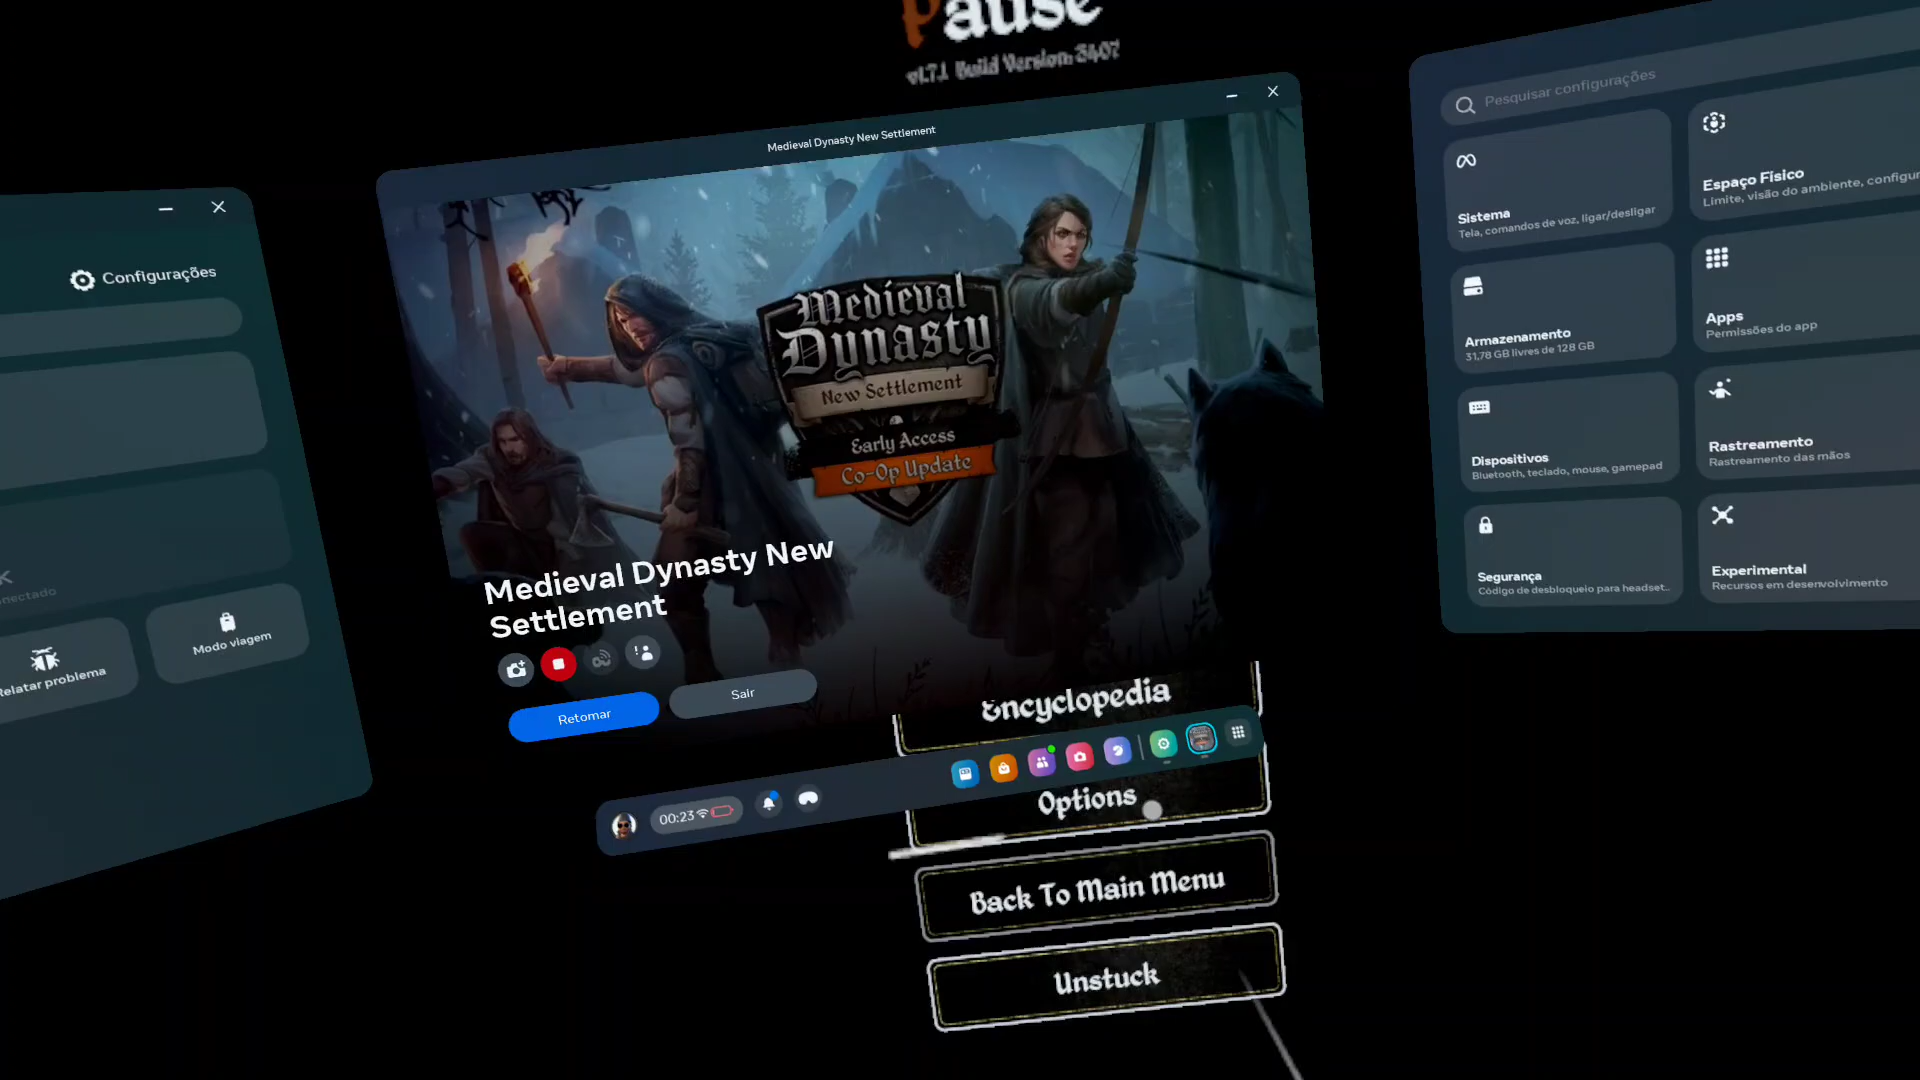 Pause
v1.7.1 Build Version: 3407
Medieval Dynasty New Settlement
Configurações
Relatar problema
Modo viagem
Medieval
Dynasty
New Settlement
Early Access
Co-Op Update
Medieval Dynasty New
Settlement
Retomar
Sair
00:23
Encyclopedia
Options
Back To Main Menu
Unstuck
Pesquisar configurações
Sistema
Tela, comandos de voz, ligar/desligar
Espaço Físico
Limite, visão do ambiente,
Armazenamento
31,78 GB livres de 128 GB
Apps
Permissões do app
Dispositivos
Bluetooth, teclado, mouse, gamepad
Rastreamento
Rastreamento das mãos
Segurança
Código de desbloqueio para headset..
Experimental
Recursos em desenvolvimento